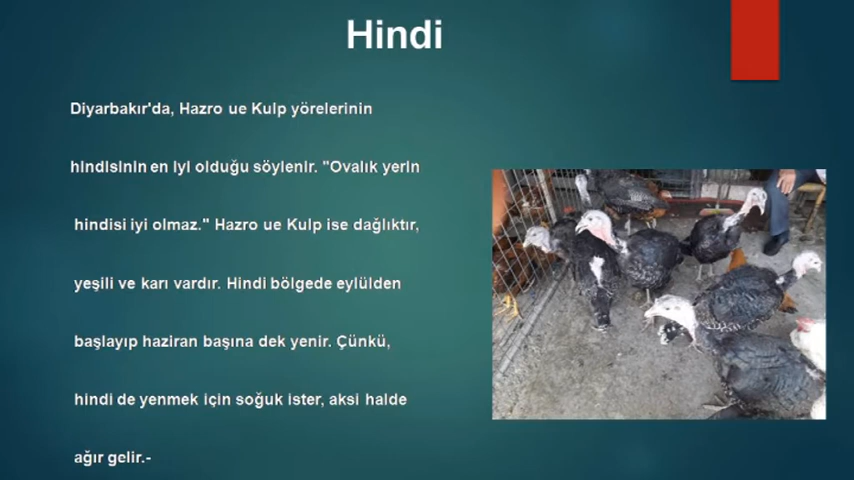 Hindi
Diyarbakır'da, Hazro ue Kulp yörelerinin
hindisinin en iyi olduğu söylenir. "Ovalık yerin
hindisi iyi olmaz." Hazro ue Kulp ise dağlıktır,
yeşili ve karı vardır. Hindi bölgede eylülden
başlayıp haziran başına dek yenir. Çünkü,
hindi de yenmek için soğuk ister, aksi halde
ağır gelir.-